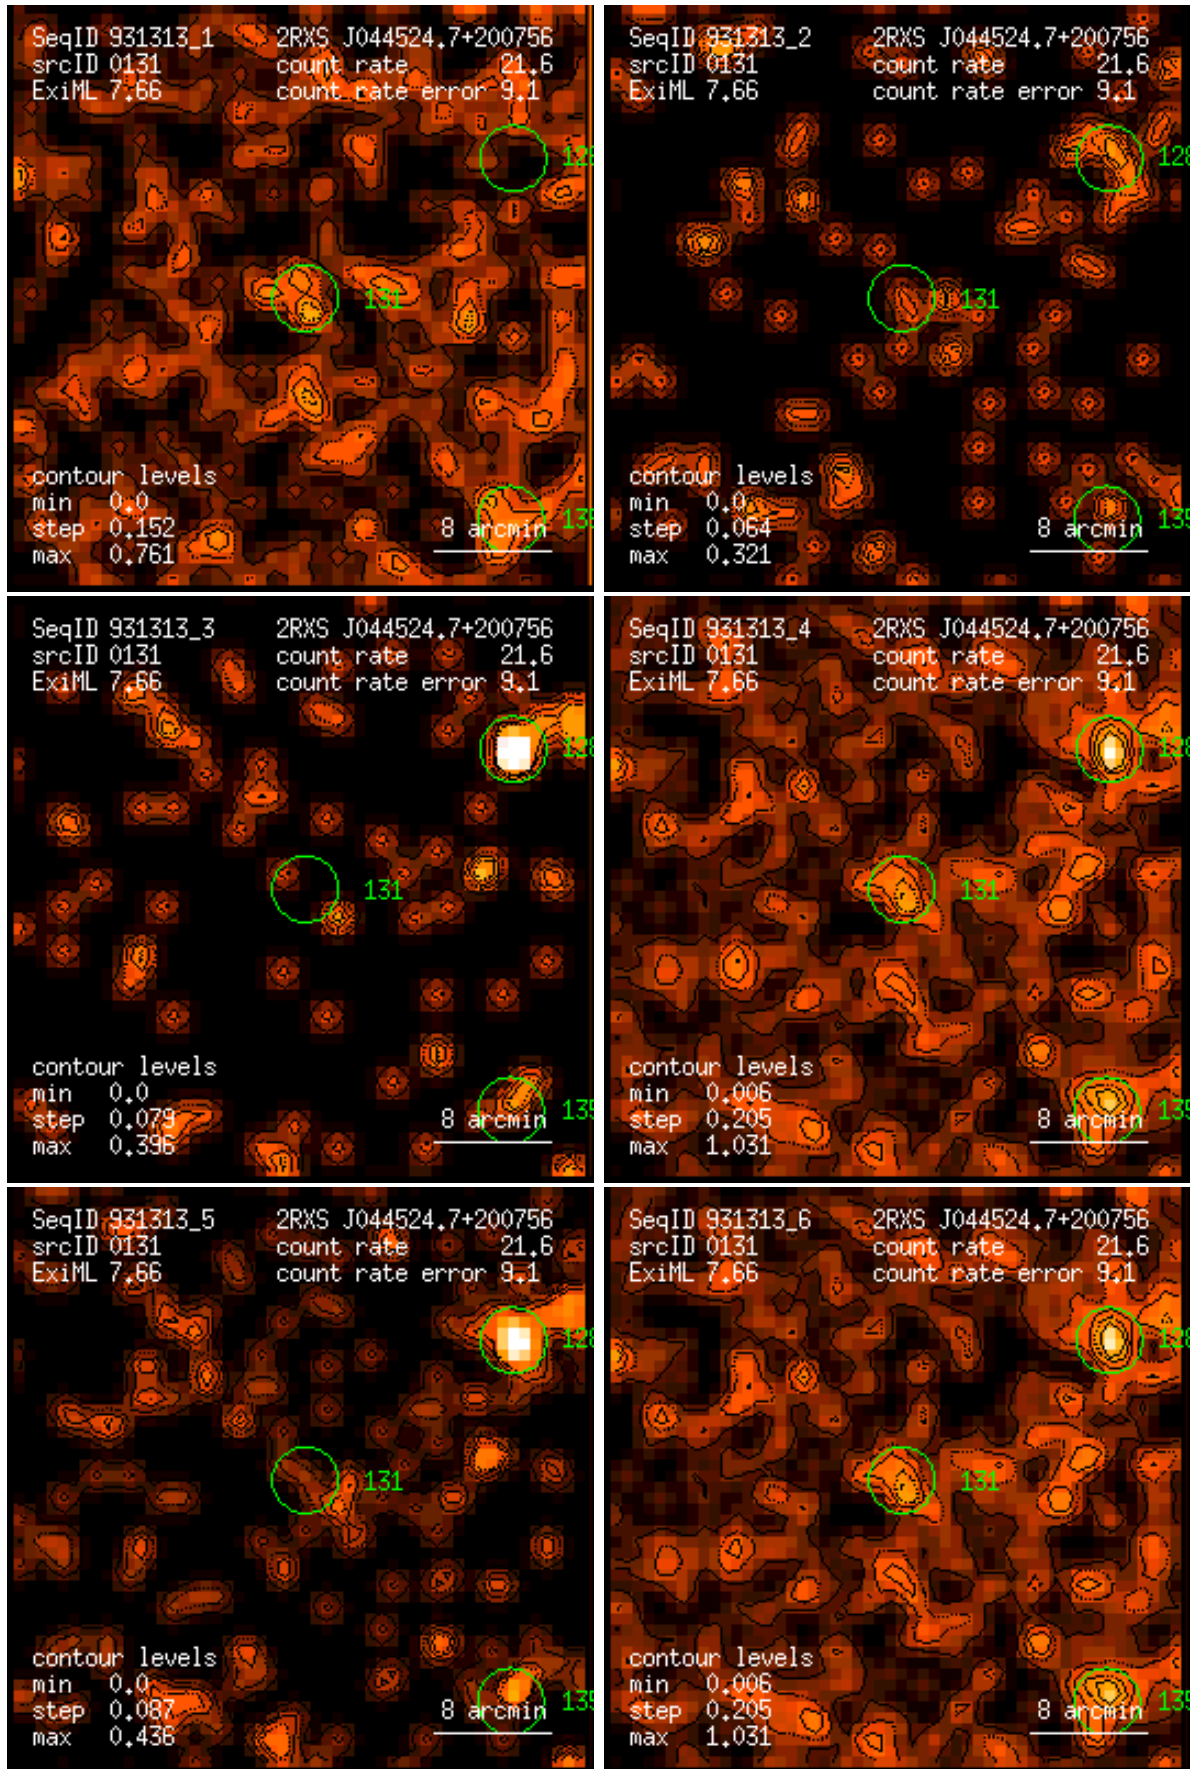 SeqID 931313_1 2RXS J044524.7+200756
srcID 0131 count rate 21.6
ExiML 7.66 count rate error 9.1
128
131
contour levels
min 0.0
step 0.152 8 arcmin 135
max 0.761
SeqID 931313_2 2RXS J044524.7+200756
srcID 0131 count rate 21.6
ExiML 7.66 count rate error 9.1
128
131
contour levels
min 0.0
step 0.064 8 arcmin 135
max 0.321
SeqID 931313_3 2RXS J044524.7+200756
srcID 0131 count rate 21.6
ExiML 7.66 count rate error 9.1
128
131
contour levels
min 0.0
step 0.079 8 arcmin 135
max 0.396
SeqID 931313_4 2RXS J044524.7+200756
srcID 0131 count rate 21.6
ExiML 7.66 count rate error 9.1
128
131
contour levels
min 0.006
step 0.205 8 arcmin 135
max 1.031
SeqID 931313_5 2RXS J044524.7+200756
srcID 0131 count rate 21.6
ExiML 7.66 count rate error 9.1
128
131
contour levels
min 0.0
step 0.087 8 arcmin 135
max 0.436
SeqID 931313_6 2RXS J044524.7+200756
srcID 0131 count rate 21.6
ExiML 7.66 count rate error 9.1
128
131
contour levels
min 0.006
step 0.205 8 arcmin 135
max 1.031